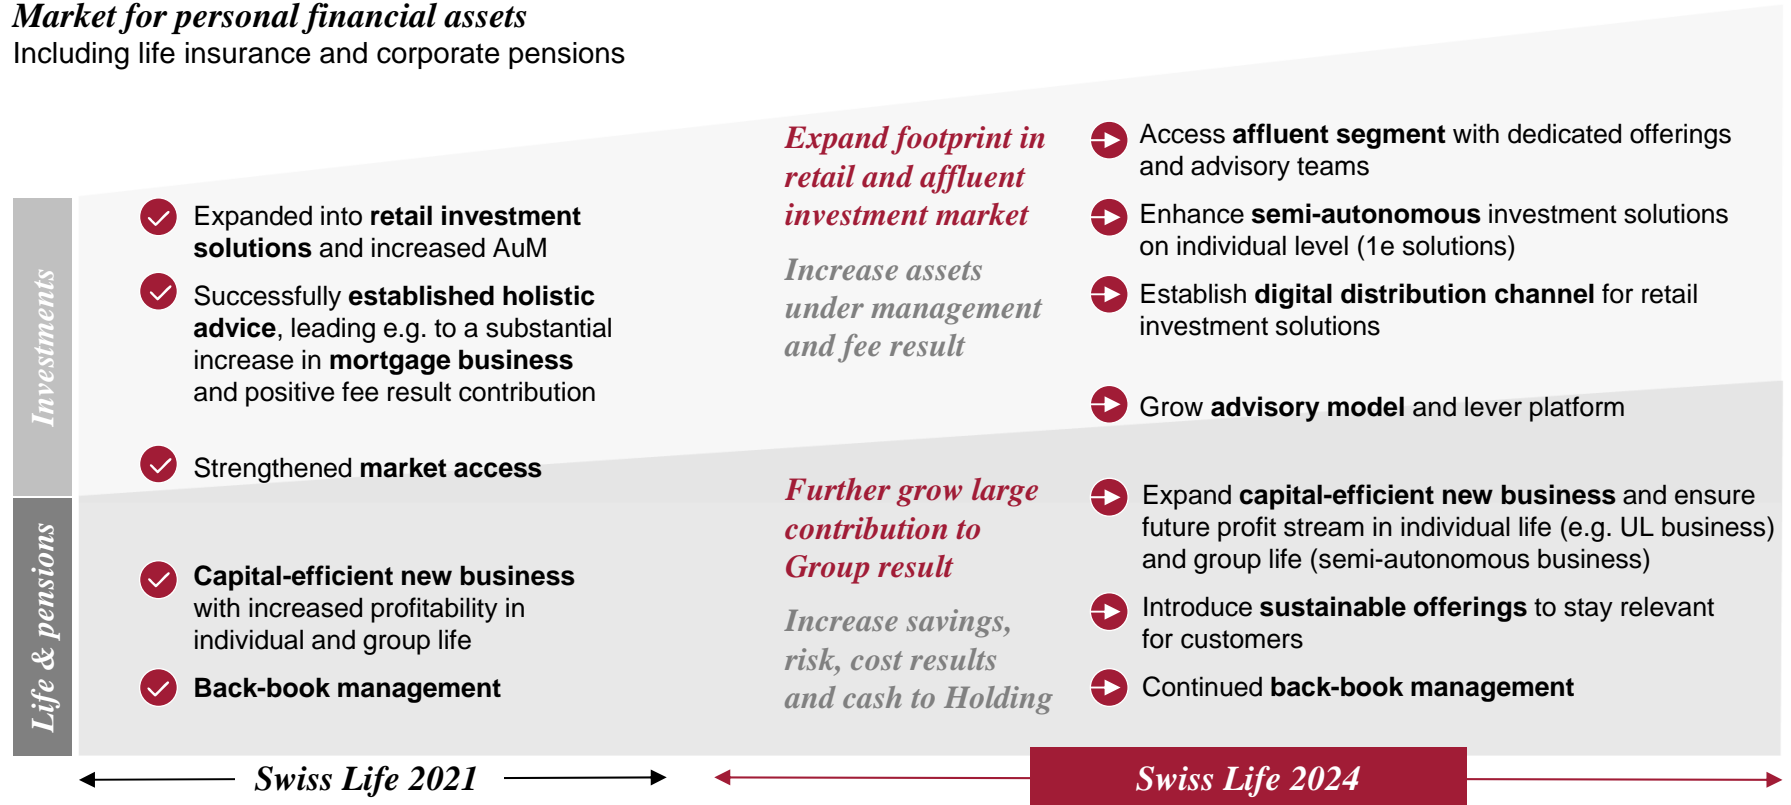 Market for personal financial assets
Including life insurance and corporate pensions
Investments
Expanded into retail investment
solutions and increased AuM
Successfully established holistic
advice, leading e.g. to a substantial
increase in mortgage business
and positive fee result contribution
Strengthened market access
Expand footprint in
retail and affluent
investment market
Increase assets
under management
and fee result
Access affluent segment with dedicated offerings
and advisory teams
Enhance semi-autonomous investment solutions
on individual level (1e solutions)
Establish digital distribution channel for retail
investment solutions
Grow advisory model and lever platform
Life & pensions
Capital-efficient new business
with increased profitability in
individual and group life
Back-book management
Further grow large
contribution to
Group result
Increase savings,
risk, cost results
and cash to Holding
Expand capital-efficient new business and ensure
future profit stream in individual life (e.g. UL business)
and group life (semi-autonomous business)
Introduce sustainable offerings to stay relevant
for customers
Continued back-book management
Swiss Life 2021
Swiss Life 2024